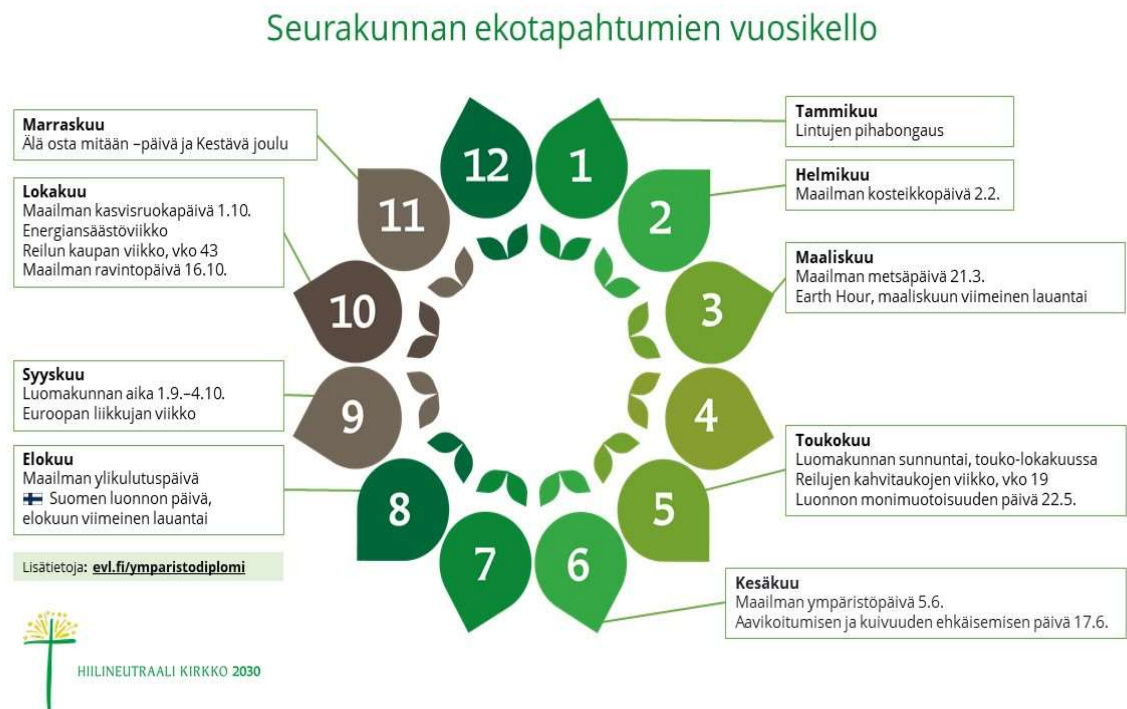 Seurakunnan ekotapahtumien vuosikello
Marraskuu
Älä osta mitään –päivä ja Kestävä joulu
Lokakuu
Maailman kasvisruokapäivä 1.10.
Energiansäästöviikko
Reilun kaupan viikko, vko 43
Maailman ravintopäivä 16.10.
Syyskuu
Luomakunnan aika 1.9.–4.10.
Euroopan liikkujan viikko
Elokuu
Maailman ylikulutuspäivä
Suomen luonnon päivä,
elokuun viimeinen lauantai
Lisätietoja: evl.fi/ymparistodiplomi
HIILINEUTRAALI KIRKKO 2030
12
1
2
3
4
5
6
7
8
9
10
11
Tammikuu
Lintujen pihabongaus
Helmikuu
Maailman kosteikkopäivä 2.2.
Maaliskuu
Maailman metsäpäivä 21.3.
Earth Hour, maaliskuun viimeinen lauantai
Toukokuu
Luomakunnan sunnuntai, touko-lokakuussa
Reilujen kahvitaukojen viikko, vko 19
Luonnon monimuotoisuuden päivä 22.5.
Kesäkuu
Maailman ympäristöpäivä 5.6.
Aavikoitumisen ja kuivuuden ehkäisemisen päivä 17.6.